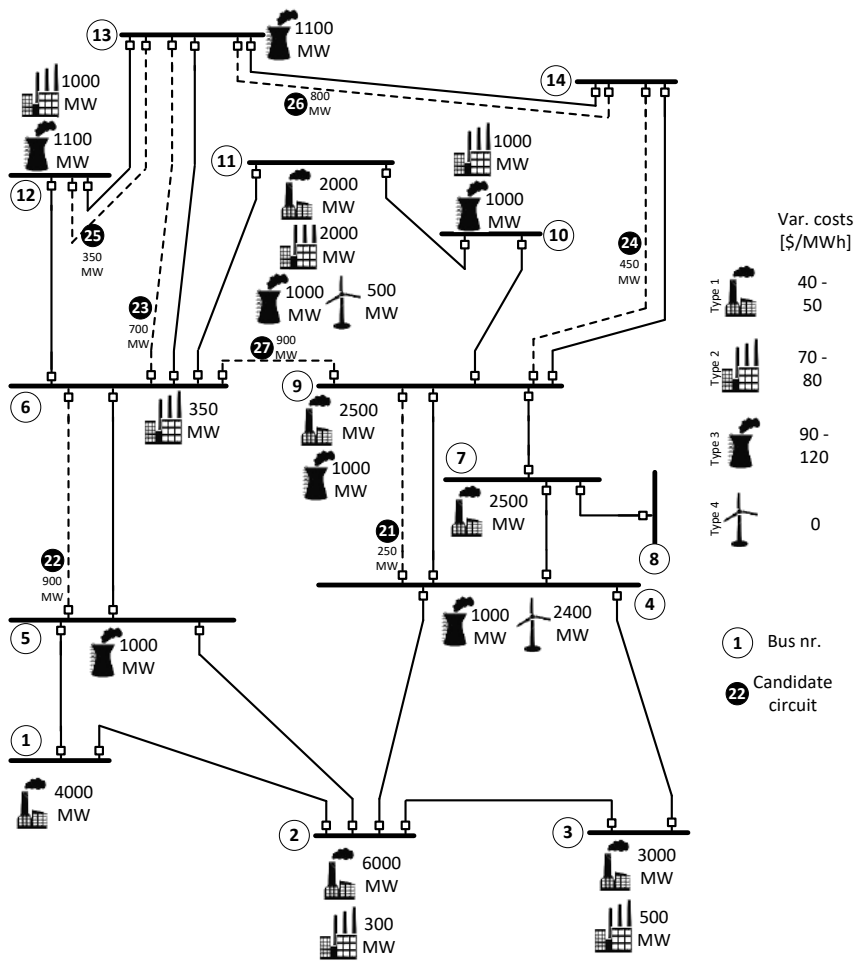 13
1100
MW
14
1000
MW
26
800
MW
1100
MW
12
11
1000
MW
1000
MW
10
2000
MW
2000
MW
1000
MW
500
MW
25
350
MW
24
450
MW
23
700
MW
27
900
MW
6
9
350
MW
2500
MW
1000
MW
7
2500
MW
8
21
250
MW
22
900
MW
4
1000
MW
2400
MW
5
1000
MW
1
4000
MW
2
3
6000
MW
300
MW
3000
MW
500
MW
Var. costs
[$/MWh]
Type 1
40 -
50
Type 2
70 -
80
Type 3
90 -
120
Type 4
0
1 Bus nr.
22 Candidate
circuit